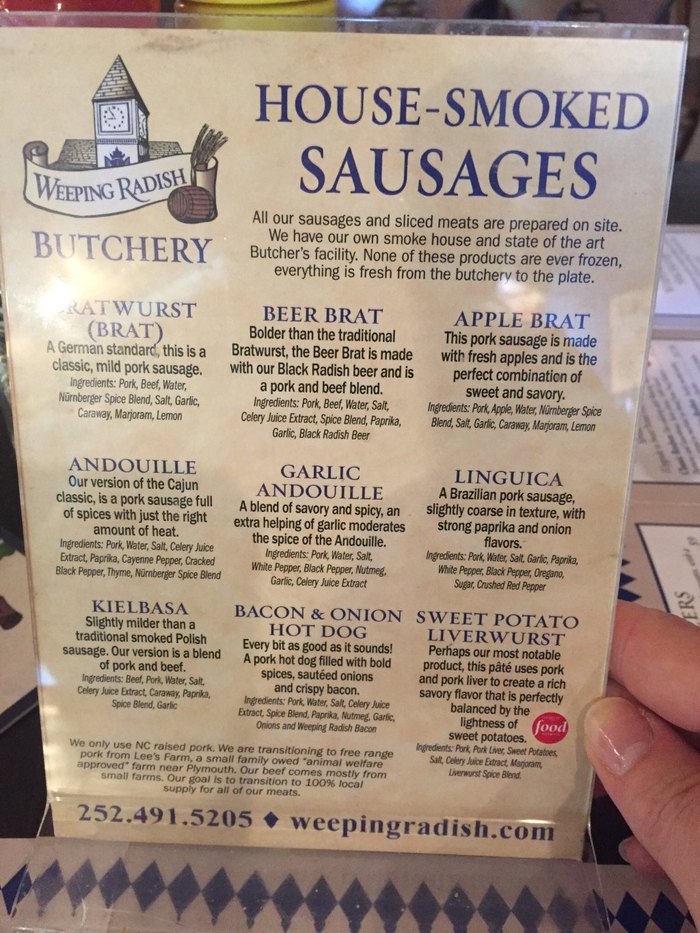 WEEPING RADISH
BUTCHERY
HOUSE-SMOKED
SAUSAGES
All our sausages and sliced meats are prepared on site.
We have our own smoke house and state of the art
Butcher's facility. None of these products are ever frozen,
everything is fresh from the butchery to the plate.
BRATWURST
(BRAT)
A German standard, this is a
classic, mild pork sausage.
Ingredients: Pork, Beef, Water,
Nürnberger Spice Blend, Salt, Garlic,
Caraway, Marjoram, Lemon
BEER BRAT
Bolder than the traditional
Bratwurst, the Beer Brat is made
with our Black Radish beer and is
a pork and beef blend.
Ingredients: Pork, Beef, Water, Salt,
Celery Juice Extract, Spice Blend, Paprika,
Garlic, Black Radish Beer
APPLE BRAT
This pork sausage is made
with fresh apples and is the
perfect combination of
sweet and savory.
Ingredients: Pork, Apple, Water, Nürnberger Spice
Blend, Salt, Garlic, Caraway, Marjoram, Lemon
ANDOUILLE
Our version of the Cajun
classic, is a pork sausage full
of spices with just the right
amount of heat.
Ingredients: Pork, Water, Salt, Celery Juice
Extract, Paprika, Cayenne Pepper, Cracked
Black Pepper, Thyme, Nürnberger Spice Blend
GARLIC
ANDOUILLE
A blend of savory and spicy, an
extra helping of garlic moderates
the spice of the Andouille.
Ingredients: Pork, Water, Salt,
White Pepper, Black Pepper, Nutmeg,
Garlic, Celery Juice Extract
LINGUICA
A Brazilian pork sausage,
slightly coarse in texture, with
strong paprika and onion
flavors.
Ingredients: Pork, Water, Salt, Garlic, Paprika,
White Pepper, Black Pepper, Oregano,
Sugar, Crushed Red Pepper
KIELBASA
Slightly milder than a
traditional smoked Polish
sausage. Our version is a blend
of pork and beef.
Ingredients: Beef, Pork, Water, Salt,
Celery Juice Extract, Caraway, Paprika,
Spice Blend, Garlic
BACON & ONION
HOT DOG
Every bit as good as it sounds!
A pork hot dog filled with bold
spices, sautéed onions
and crispy bacon.
Ingredients: Pork, Water, Salt, Celery Juice
Extract, Spice Blend, Paprika, Nutmeg, Garlic,
Onions and Weeping Radish Bacon
SWEET POTATO
LIVERWURST
Perhaps our most notable
product, this pâté uses pork
and pork liver to create a rich
savory flavor that is perfectly
balanced by the
lightness of
sweet potatoes.
food
Ingredients: Pork, Pork Liver, Sweet Potatoes,
Salt, Celery Juice Extract, Marjoram,
Liverwurst Spice Blend.
We only use NC raised pork. We are transitioning to free range
pork from Lee's Farm, a small family owed "animal welfare
approved" farm near Plymouth. Our beef comes mostly from
small farms. Our goal is to transition to 100% local
supply for all of our meats.
252.491.5205 ♦ weepingradish.com